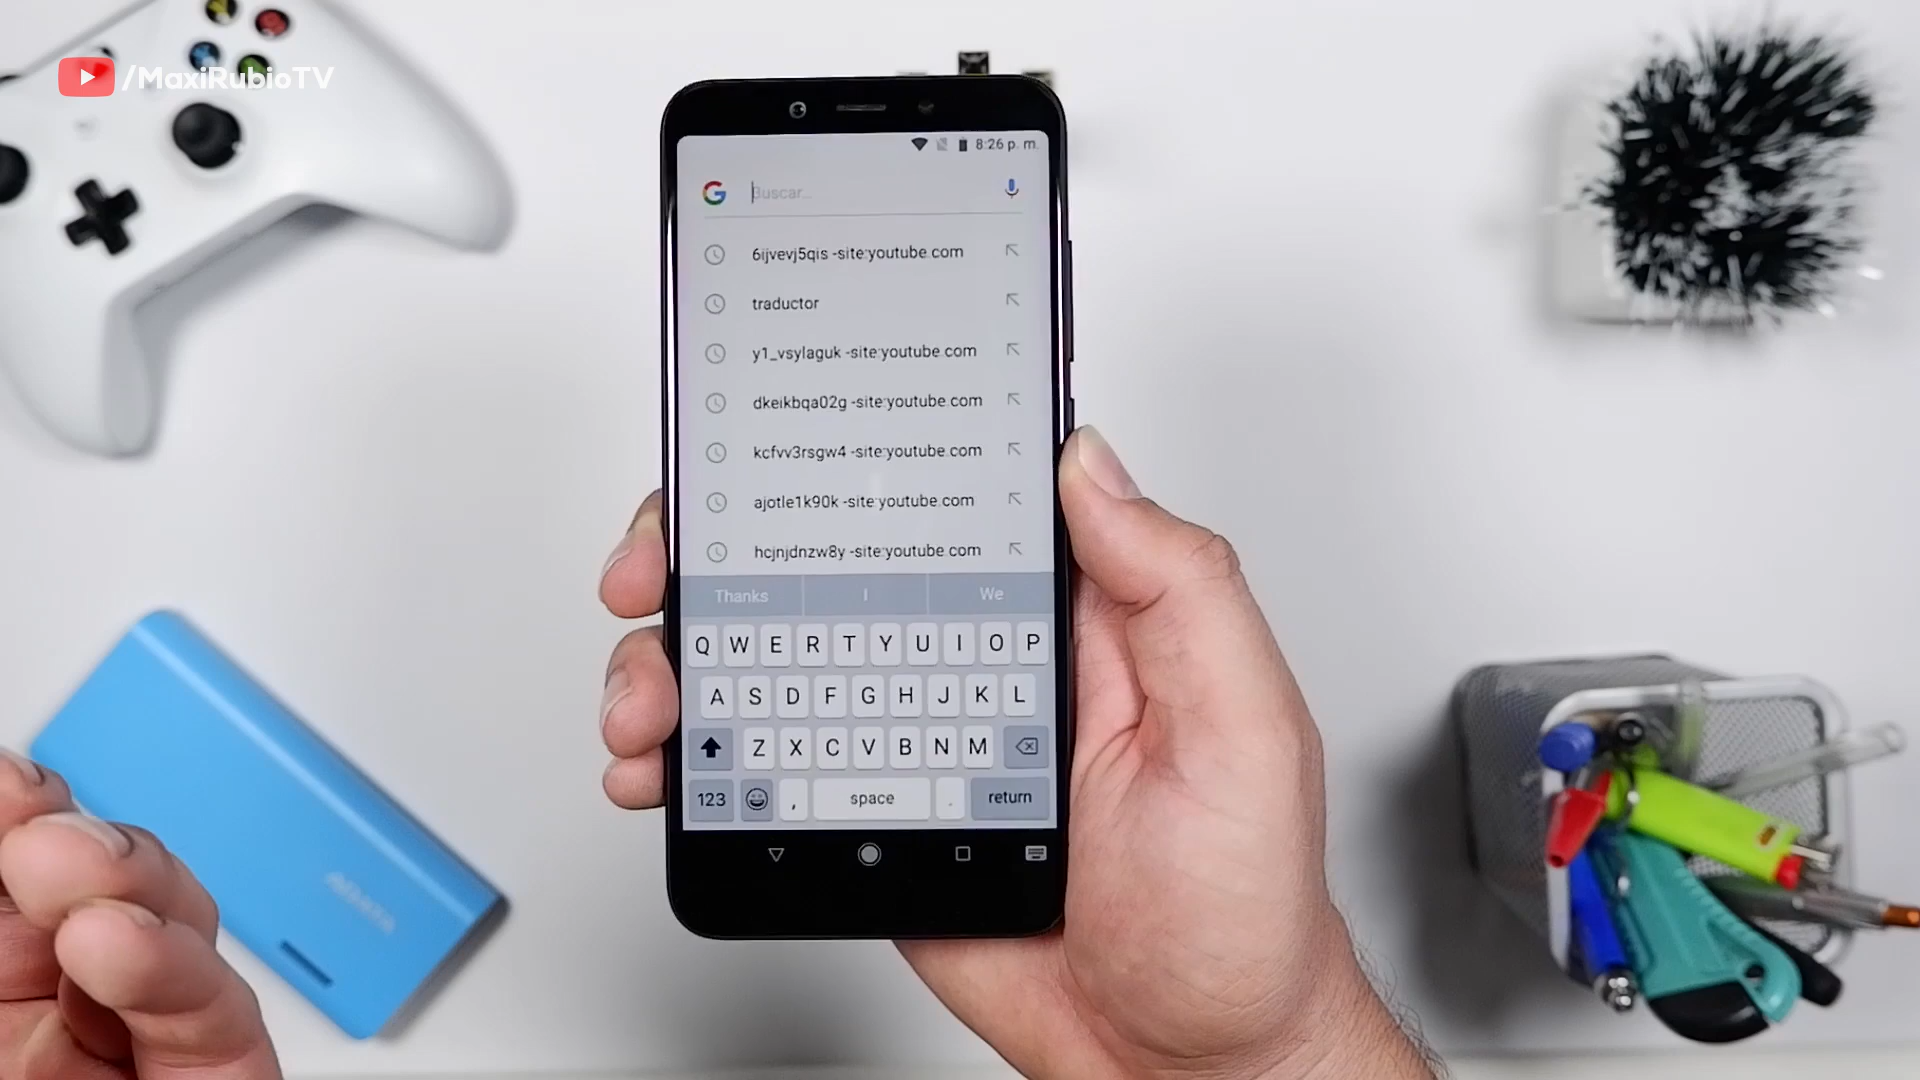 /MaxiRubioTV
8:26 p. m.
Buscar...
6ijvevj5qis -site:youtube.com
traductor
y1_vsylaguk -site:youtube.com
dkeikbqa02g -site:youtube.com
kcfvv3rsgw4 -site:youtube.com
ajotle1k90k -site:youtube.com
hcjnjdnzw8y -site:youtube.com
Thanks I We
Q W E R T Y U I O P
A S D F G H J K L
Z X C V B N M
123 , space . return
ADATA